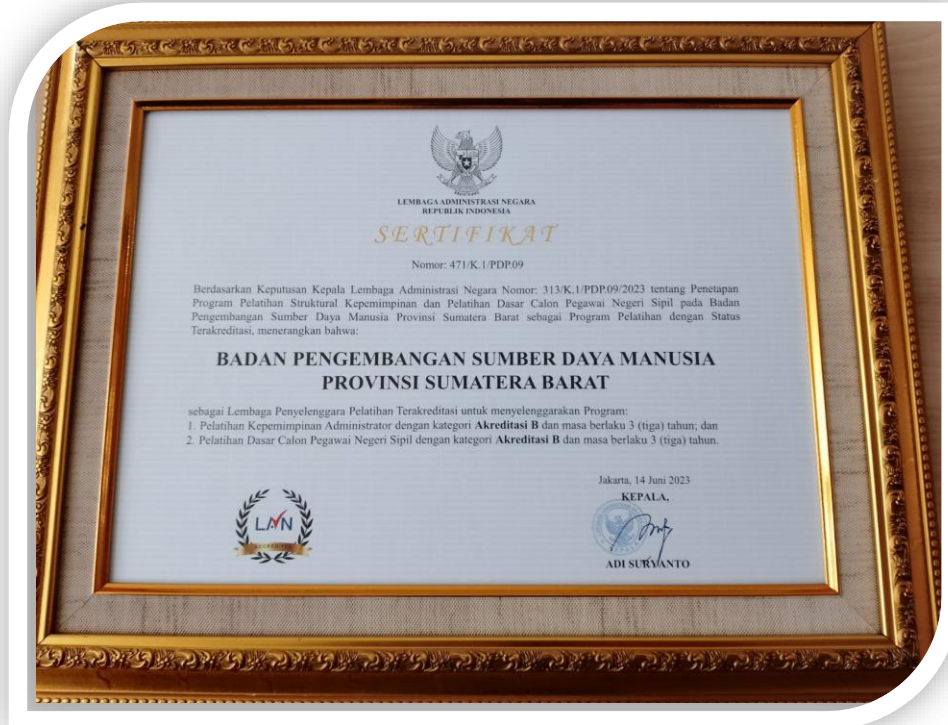 LEMBAGA ADMINISTRASI NEGARA
REPUBLIK INDONESIA
SERTIFIKAT
Nomor: 471/K.1/PDP.09
Berdasarkan Keputusan Kepala Lembaga Administrasi Negara Nomor: 313/K.1/PDP.09/2023 tentang Penetapan
Program Pelatihan Struktural Kepemimpinan dan Pelatihan Dasar Calon Pegawai Negeri Sipil pada Badan
Pengembangan Sumber Daya Manusia Provinsi Sumatera Barat sebagai Program Pelatihan dengan Status
Terakreditasi, menerangkan bahwa:
BADAN PENGEMBANGAN SUMBER DAYA MANUSIA
PROVINSI SUMATERA BARAT
sebagai Lembaga Penyelenggara Pelatihan Terakreditasi untuk menyelenggarakan Program:
1. Pelatihan Kepemimpinan Administrator dengan kategori Akreditasi B dan masa berlaku 3 (tiga) tahun; dan
2. Pelatihan Dasar Calon Pegawai Negeri Sipil dengan kategori Akreditasi B dan masa berlaku 3 (tiga) tahun.
Jakarta, 14 Juni 2023
KEPALA,
LAN
ADI SURYANTO